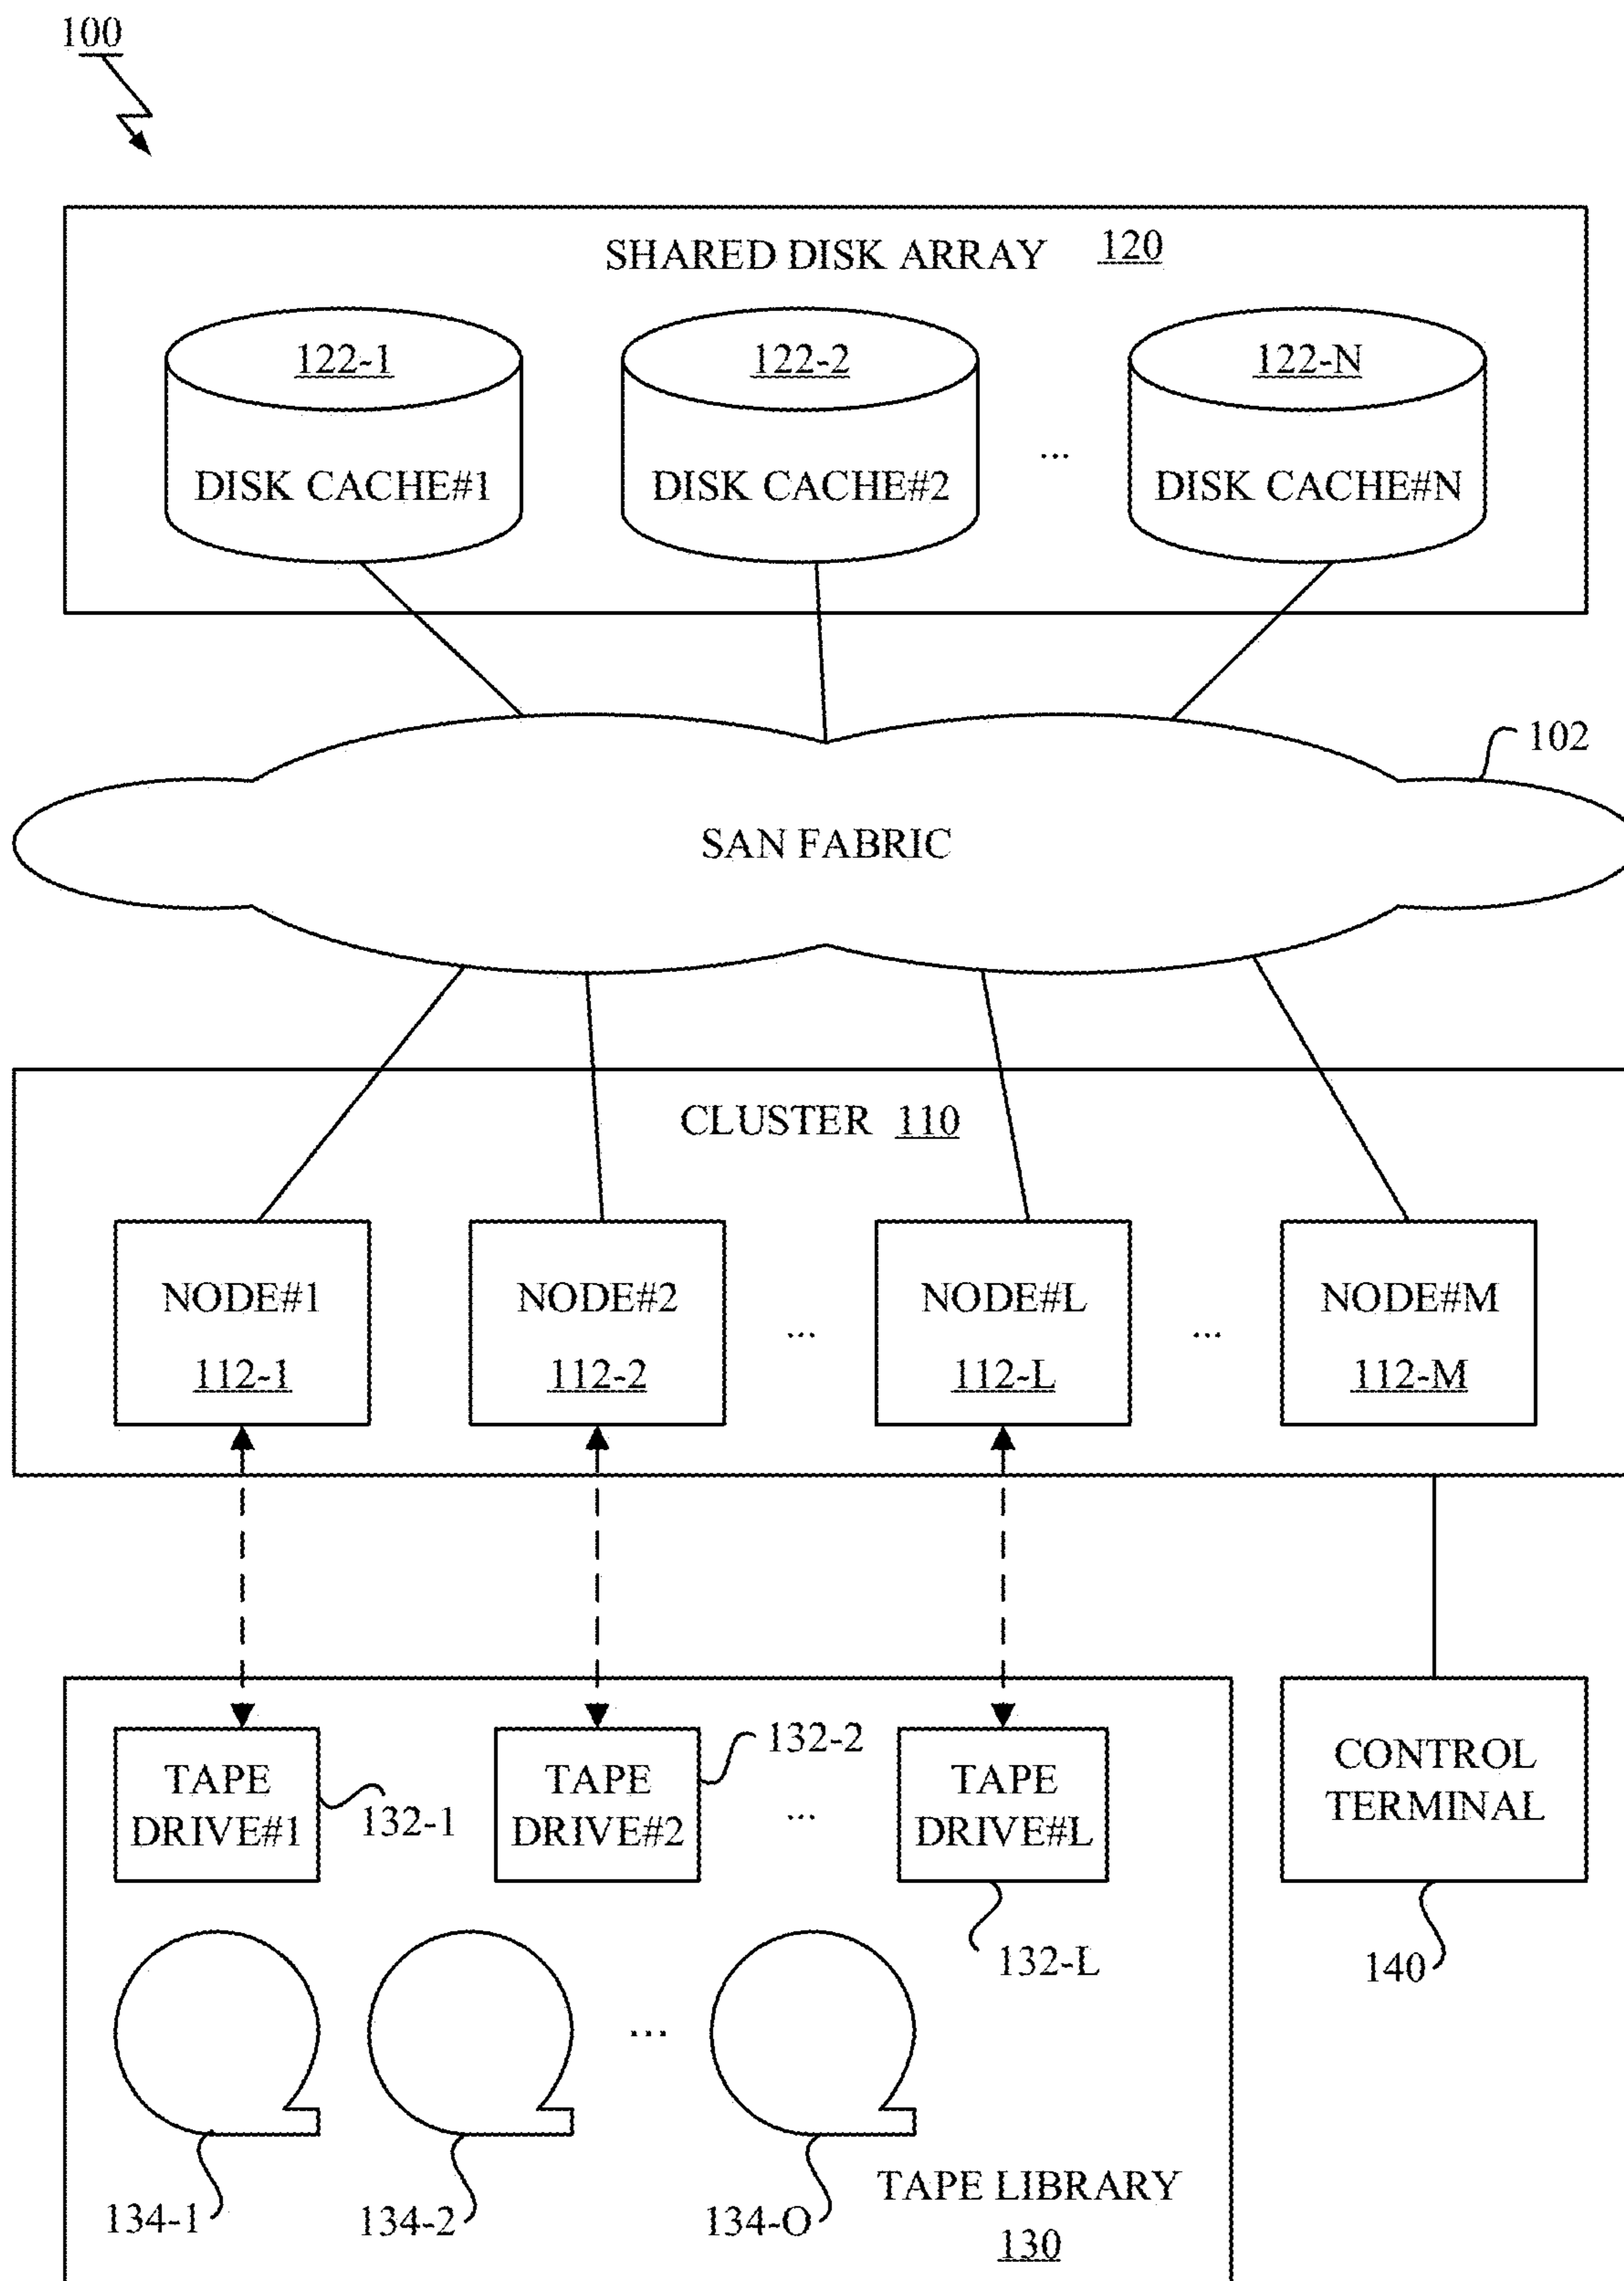 100
SHARED DISK ARRAY 120
122-1 122-2 122-N
DISK CACHE#1 DISK CACHE#2 ... DISK CACHE#N
102
SAN FABRIC
CLUSTER 110
NODE#1 NODE#2 NODE#L NODE#M
... ...
112-1 112-2 112-L 112-M
132-2
TAPE DRIVE#1
132-1
TAPE DRIVE#2
...
TAPE DRIVE#L
132-L
CONTROL TERMINAL
140
...
134-1 134-2 134-O
TAPE LIBRARY
130